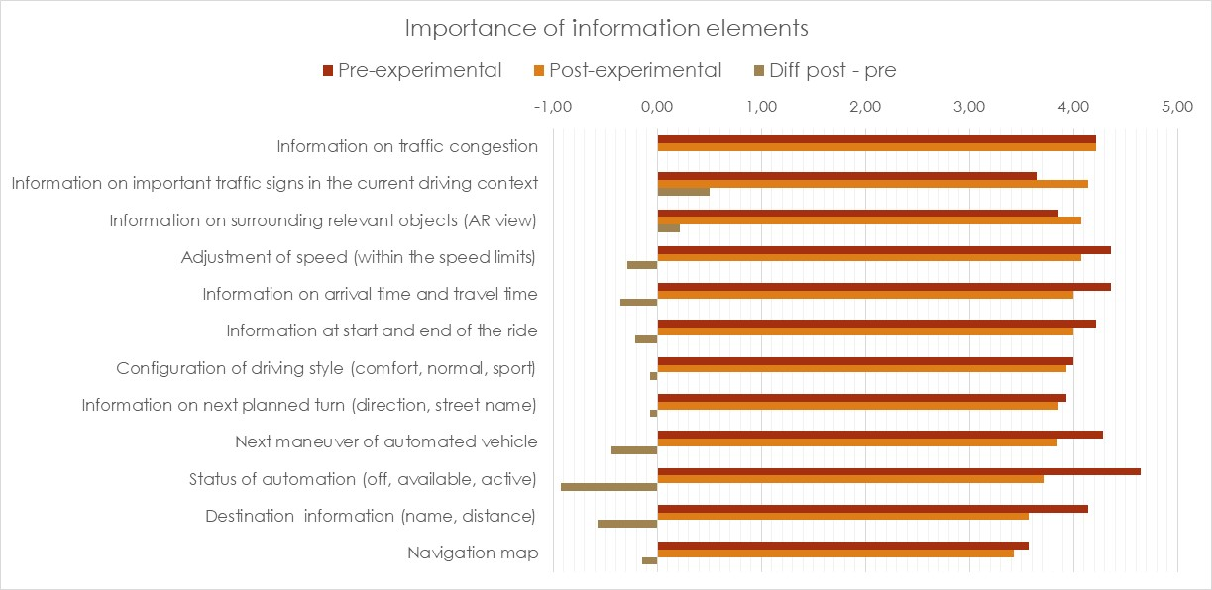 Importance of information elements
Pre-experimental Post-experimental Diff post - pre
-1,00 0,00 1,00 2,00 3,00 4,00 5,00
Information on traffic congestion
Information on important traffic signs in the current driving context
Information on surrounding relevant objects (AR view)
Adjustment of speed (within the speed limits)
Information on arrival time and travel time
Information at start and end of the ride
Configuration of driving style (comfort, normal, sport)
Information on next planned turn (direction, street name)
Next maneuver of automated vehicle
Status of automation (off, available, active)
Destination information (name, distance)
Navigation map